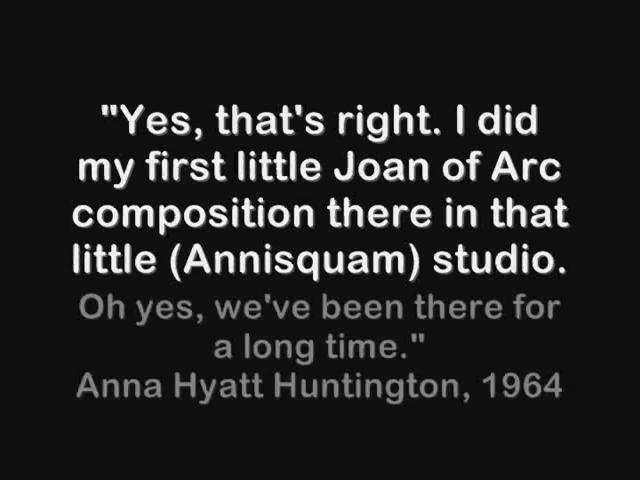 "Yes, that's right. I did
my first little Joan of Arc
composition there in that
little (Annisquam) studio.
Oh yes, we've been there for
a long time."
Anna Hyatt Huntington, 1964